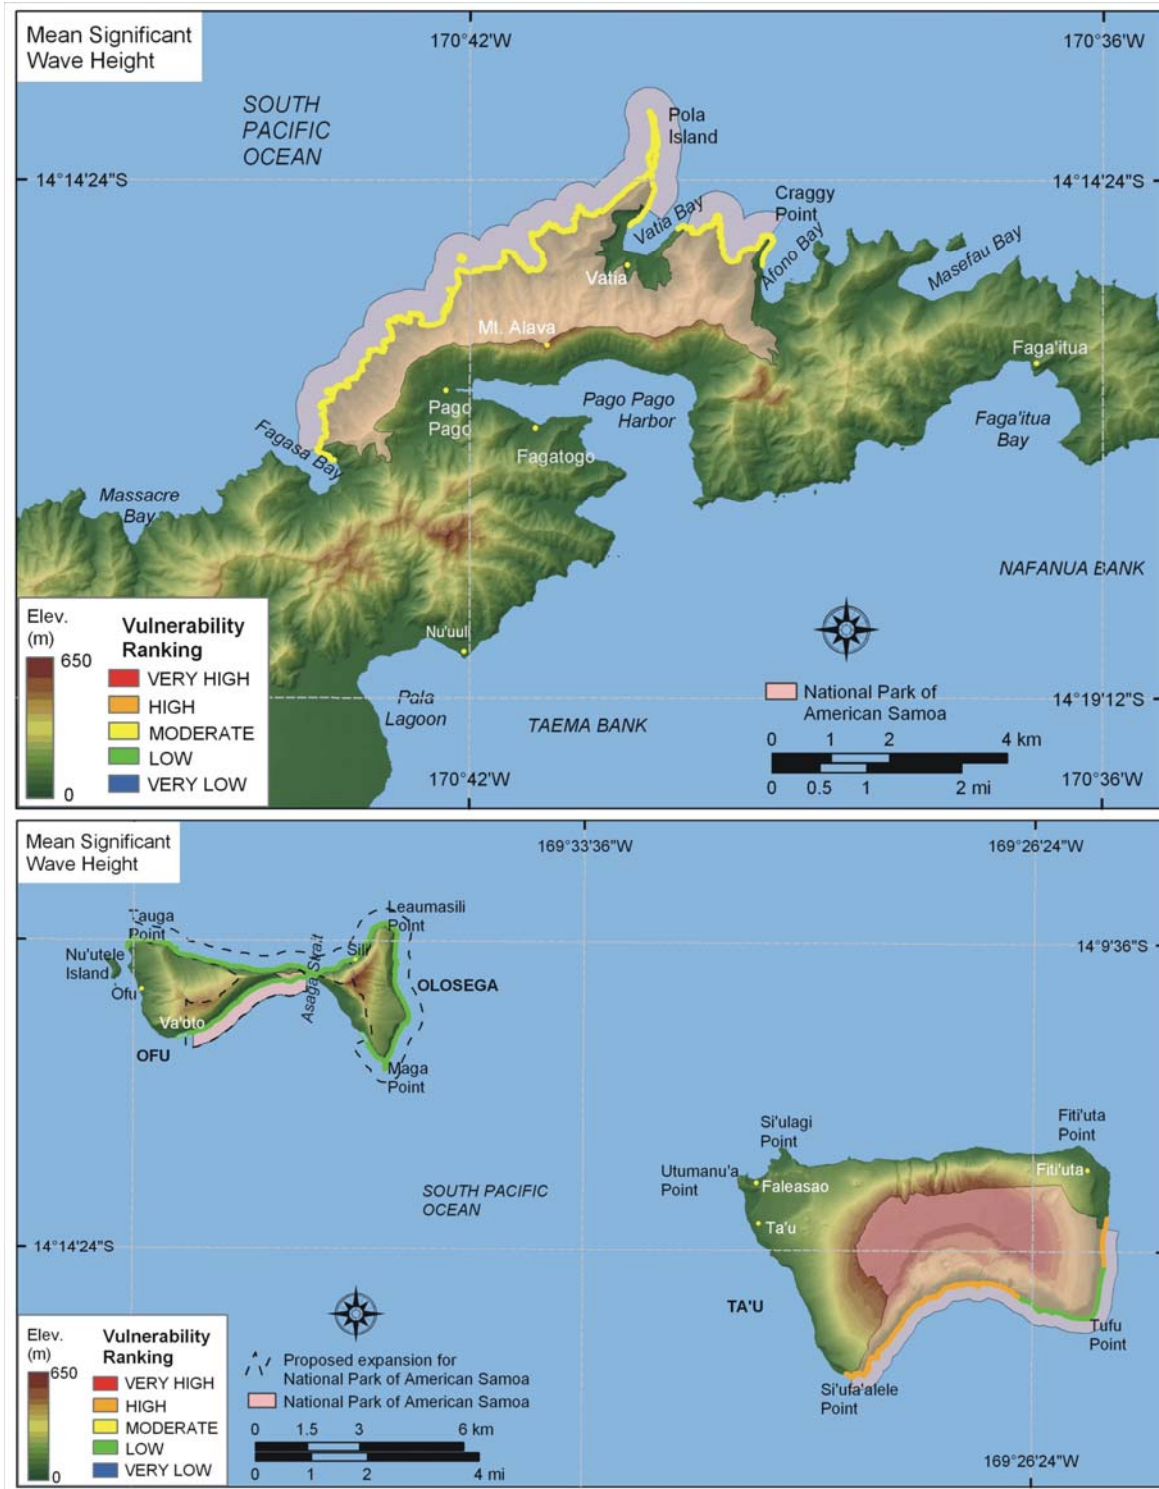 Mean Significant
Wave Height
170°42'W
170°36'W
SOUTH
PACIFIC
OCEAN
Pola
Island
14°14'24"S
14°14'24"S
Craggy
Point
Vatia Bay
Afono Bay
Masefau Bay
Vatia
Mt. Alava
Faga'itua
Pago
Pago
Pago Pago
Harbor
Faga'itua
Bay
Fagasa Bay
Fagatogo
Massacre
Bay
NAFANUA BANK
Elev.
(m)
650
0
Vulnerability
Ranking
VERY HIGH
HIGH
MODERATE
LOW
VERY LOW
Nu'uuli
Pala
Lagoon
TAEMA BANK
National Park of
American Samoa
14°19'12"S
0 1 2 4 km
0 0.5 1 2 mi
170°42'W
170°36'W
Mean Significant
Wave Height
169°33'36"W
169°26'24"W
Tauga
Point
Leaumasili
Point
Nu'utele
Island
Sili
14°9'36"S
Ofu
Asaga Strait
OLOSEGA
Va'oto
OFU
Maga
Point
Si'ulagi
Point
Fiti'uta
Point
Utumanu'a
Point
Faleasao
Fiti'uta
SOUTH PACIFIC
OCEAN
Ta'u
14°14'24"S
TA'U
Tufu
Point
Si'ufa'alele
Point
Elev.
(m)
650
0
Vulnerability
Ranking
VERY HIGH
HIGH
MODERATE
LOW
VERY LOW
Proposed expansion for
National Park of American Samoa
National Park of American Samoa
0 1.5 3 6 km
0 1 2 4 mi
169°26'24"W